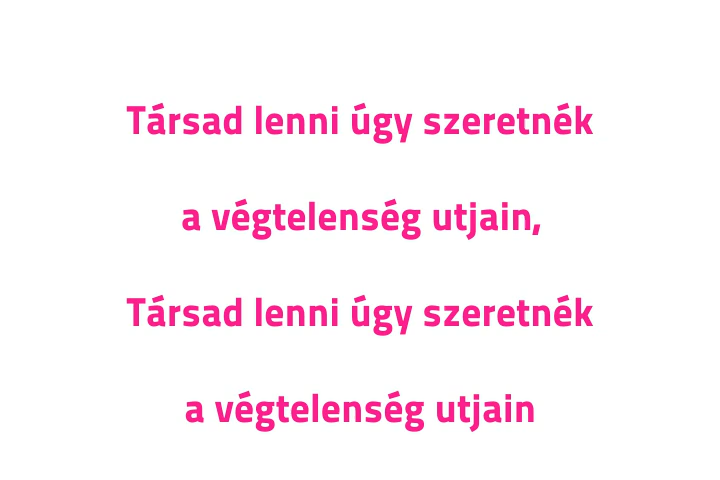 Társad lenni úgy szeretnék
a végtelenség utjain,
Társad lenni úgy szeretnék
a végtelenség utjain